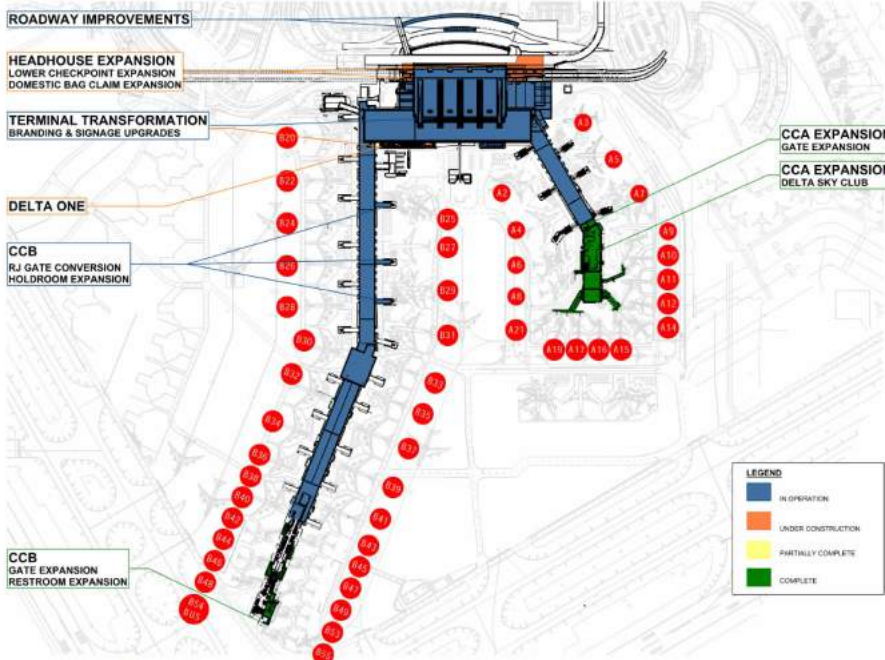 ROADWAY IMPROVEMENTS
HEADHOUSE EXPANSION
LOWER CHECKPOINT EXPANSION
DOMESTIC BAG CLAIM EXPANSION
TERMINAL TRANSFORMATION
BRANDING & SIGNAGE UPGRADES
DELTA ONE
CCB
RJ GATE CONVERSION
HOLDROOM EXPANSION
CCB
GATE EXPANSION
RESTROOM EXPANSION
B20
B22
B24
B26
B28
B30
B32
B34
B36
B38
B40
B42
B44
B46
B48
B54
BUS
B25
B27
B29
B31
B33
B35
B37
B39
B41
B43
B45
B47
B49
B53
B55
A2
A4
A6
A8
A21
A3
A5
A7
A9
A10
A11
A12
A14
A18
A17
A16
A15
CCA EXPANSION
GATE EXPANSION
CCA EXPANSION
DELTA SKY CLUB
LEGEND
IN OPERATION
UNDER CONSTRUCTION
PARTIALLY COMPLETE
COMPLETE